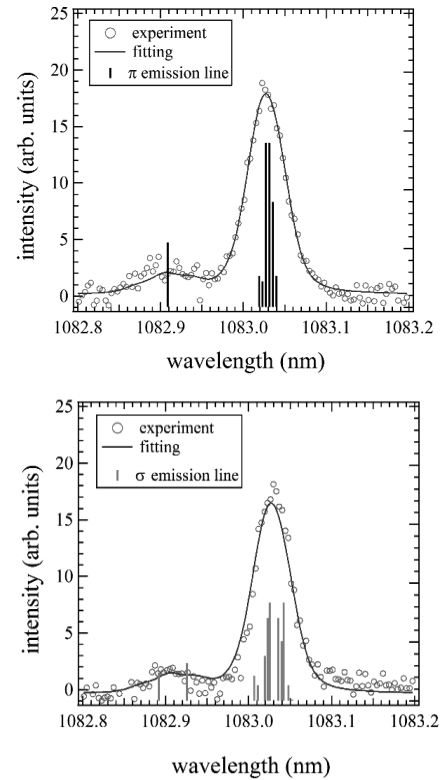 25
20
15
10
5
0
intensity (arb. units)
experiment
fitting
π emission line
1082.8 1082.9 1083.0 1083.1 1083.2
wavelength (nm)
25
20
15
10
5
0
intensity (arb. units)
experiment
fitting
σ emission line
1082.8 1082.9 1083.0 1083.1 1083.2
wavelength (nm)